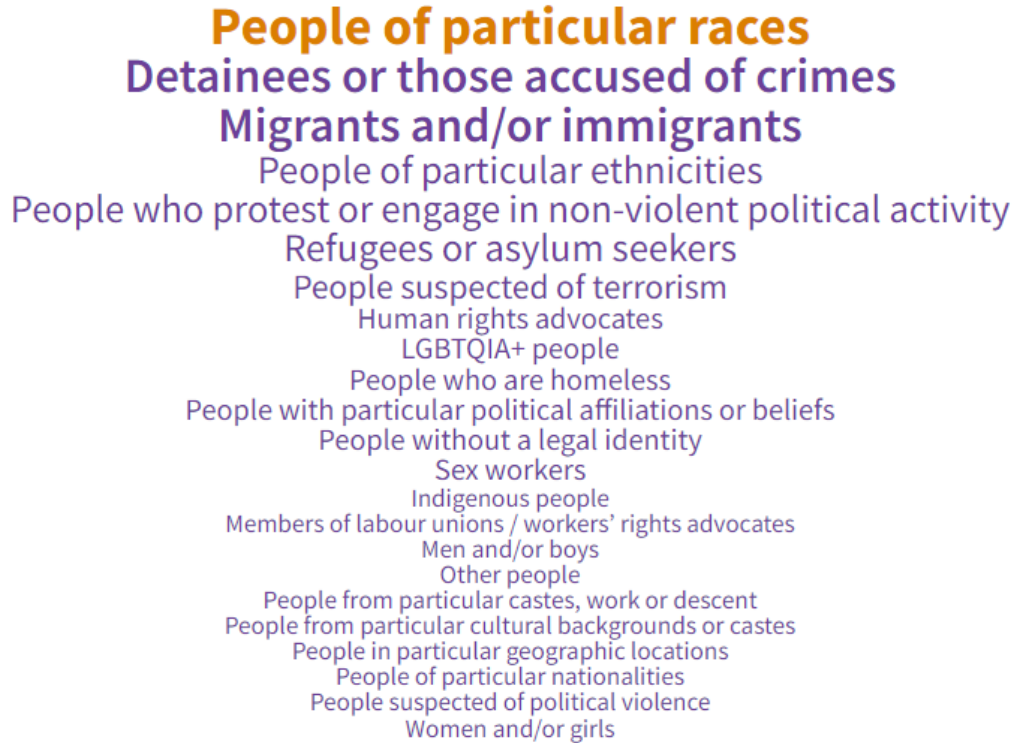 People of particular races
Detainees or those accused of crimes
Migrants and/or immigrants
People of particular ethnicities
People who protest or engage in non-violent political activity
Refugees or asylum seekers
People suspected of terrorism
Human rights advocates
LGBTQIA+ people
People who are homeless
People with particular political affiliations or beliefs
People without a legal identity
Sex workers
Indigenous people
Members of labour unions / workers’ rights advocates
Men and/or boys
Other people
People from particular castes, work or descent
People from particular cultural backgrounds or castes
People in particular geographic locations
People of particular nationalities
People suspected of political violence
Women and/or girls